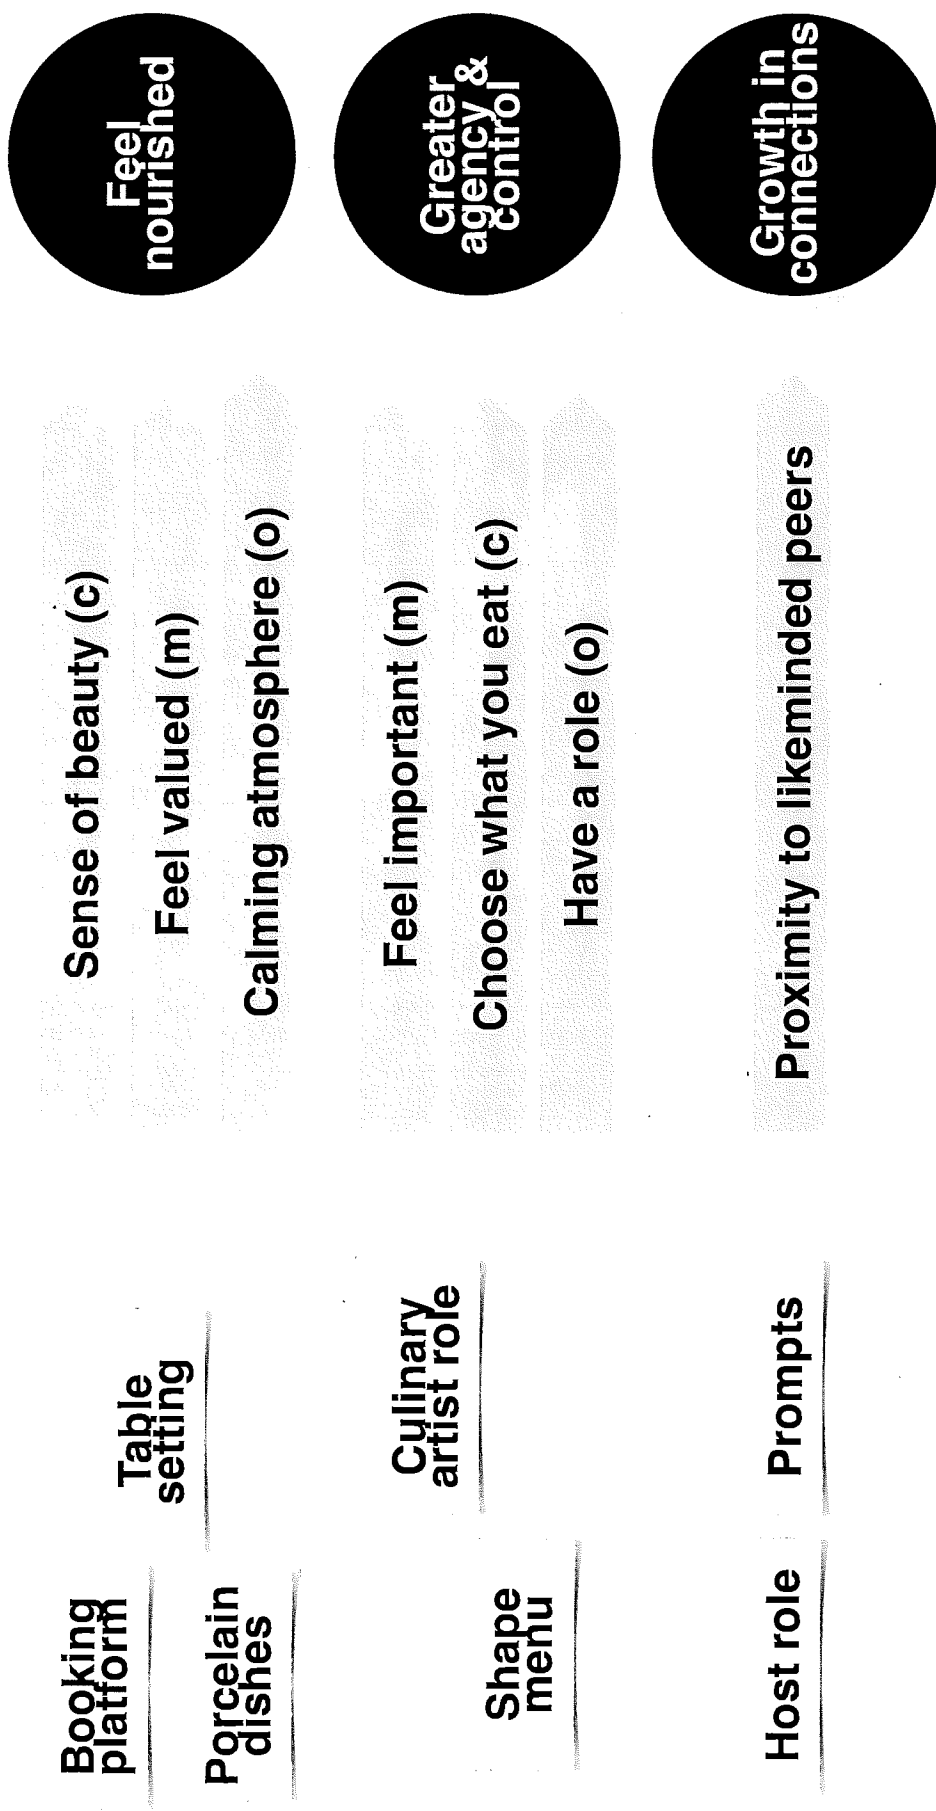 Booking
platform
Porcelain
dishes
Table
setting
Sense of beauty (c)
Feel valued (m)
Calming atmosphere (o)
Feel
nourished
Shape
menu
Culinary
artist role
Feel important (m)
Choose what you eat (c)
Have a role (o)
Greater
agency &
control
Host role
Prompts
Proximity to likeminded peers
Growth in
connections